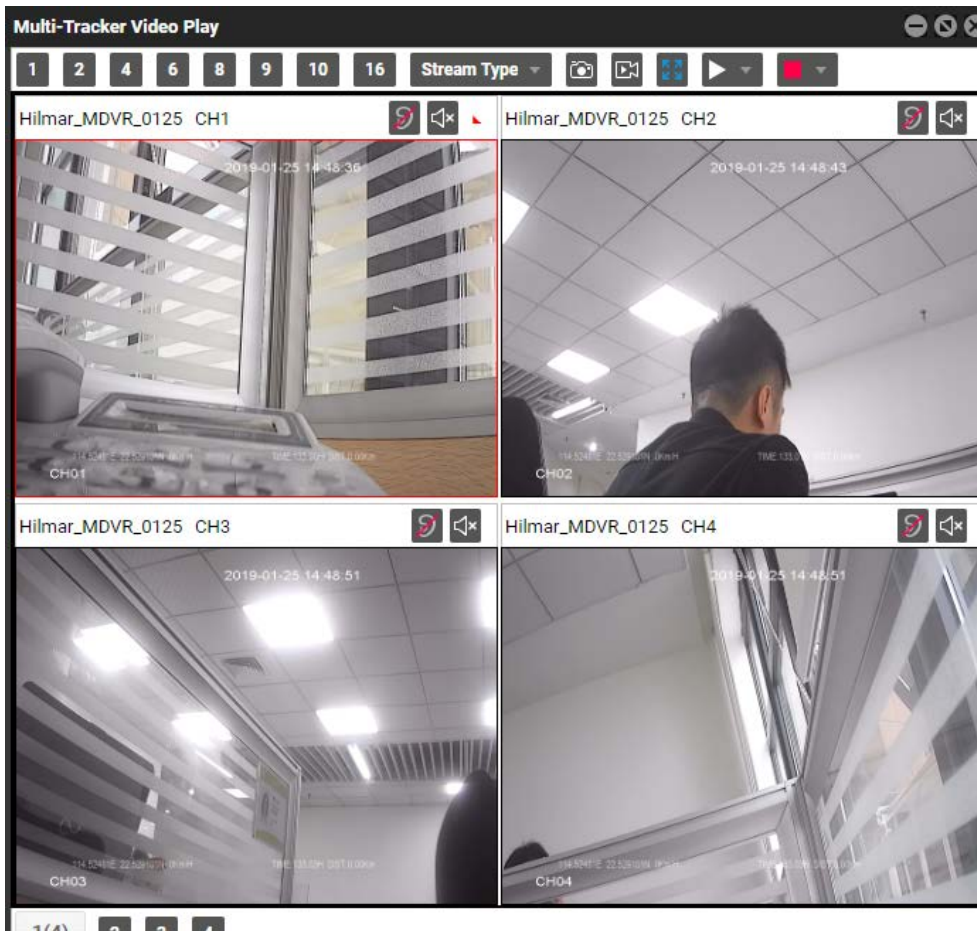 Multi-Tracker Video Play
1 2 4 6 8 9 10 16 Stream Type
Hilmar_MDVR_0125 CH1
Hilmar_MDVR_0125 CH2
2019-01-25 14:48:36
2019-01-25 14:48:43
CH01
CH02
Hilmar_MDVR_0125 CH3
Hilmar_MDVR_0125 CH4
2019-01-25 14:48:51
2019-01-25 14:48:51
CH03
CH04
1(4) 2 3 4